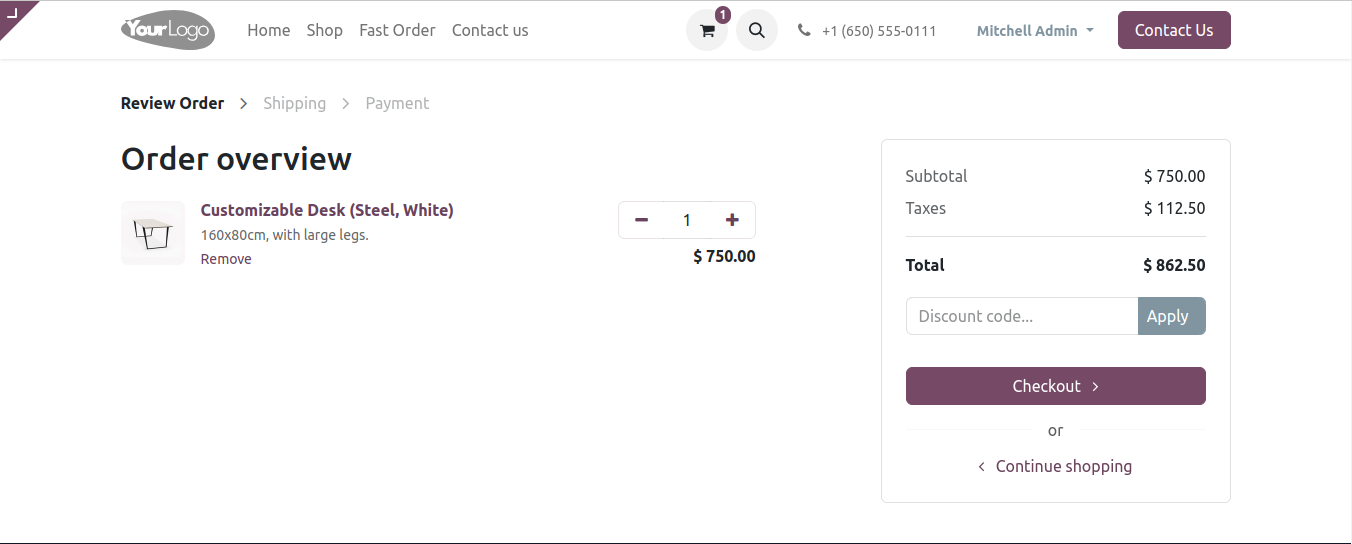 YourLogo Home Shop Fast Order Contact us 1 +1 (650) 555-0111 Mitchell Admin Contact Us
Review Order Shipping Payment
Order overview
Customizable Desk (Steel, White)
160x80cm, with large legs.
Remove
1
$ 750.00
Subtotal $ 750.00
Taxes $ 112.50
Total $ 862.50
Discount code... Apply
Checkout
or
Continue shopping